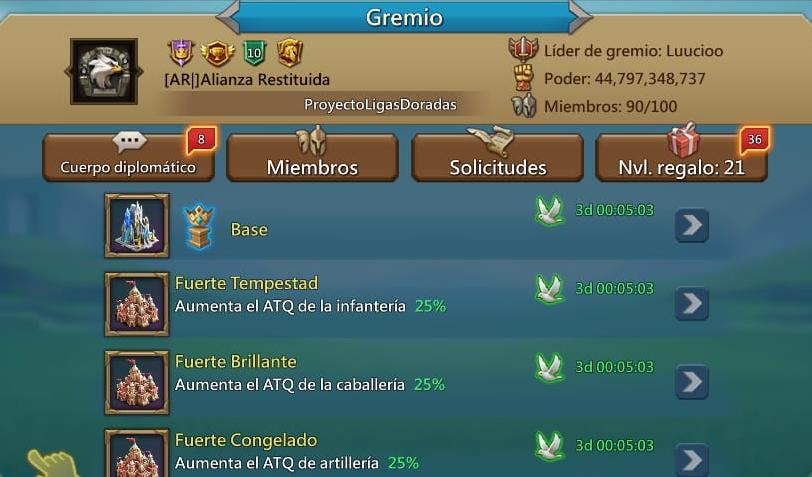 Gremio
10
[AR|]Alianza Restituida
ProyectoLigasDoradas
Líder de gremio: Luucioo
Poder: 44,797,348,737
Miembros: 90/100
8
Cuerpo diplomático
Miembros
Solicitudes
36
Nvl. regalo: 21
Base
3d 00:05:03
Fuerte Tempestad
Aumenta el ATQ de la infantería 25%
3d 00:05:03
Fuerte Brillante
Aumenta el ATQ de la caballería 25%
3d 00:05:03
Fuerte Congelado
Aumenta el ATQ de artillería 25%
3d 00:05:03